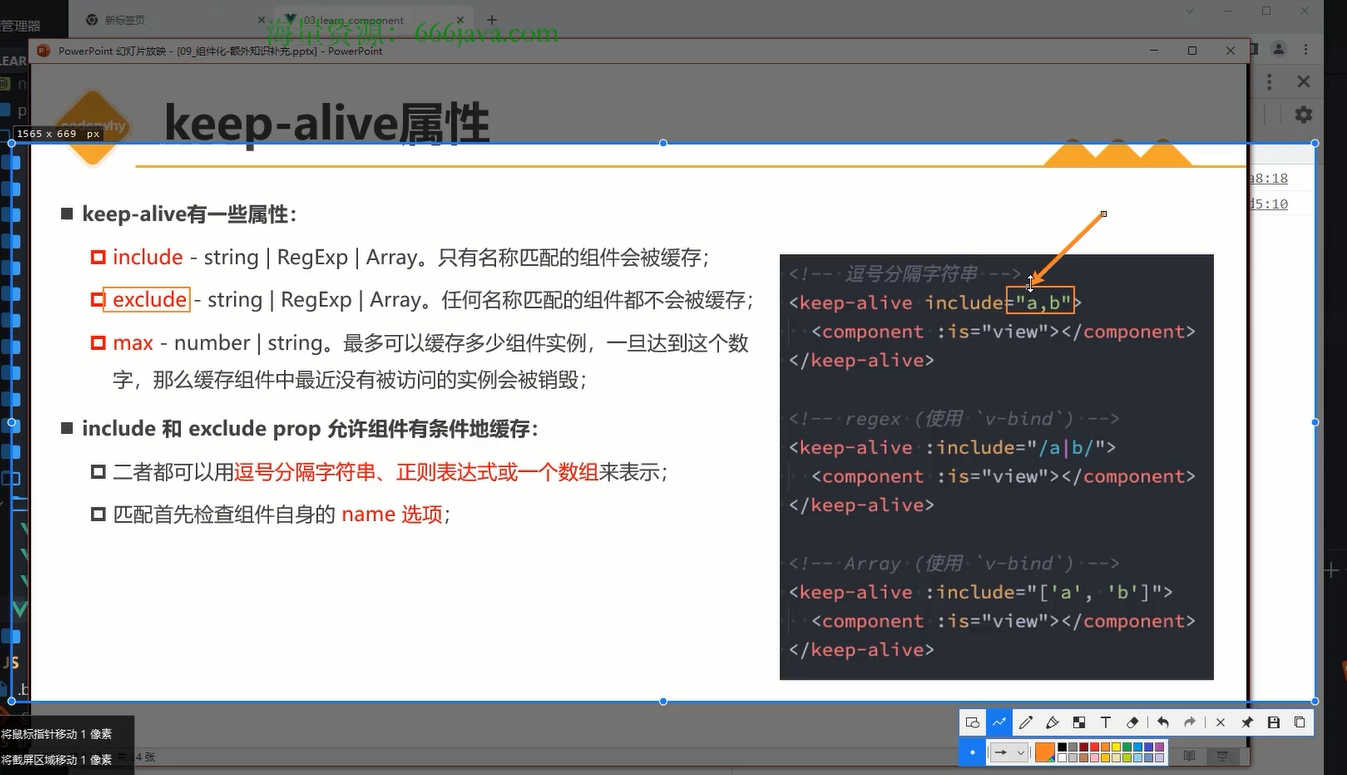 管理器
新标签页
03_learn_component
海量资源：666java.com
PowerPoint 幻灯片放映 - [09_组件化-额外知识补充.pptx] - PowerPoint
LEAR
codewhy
keep-alive属性
1565 x 669 px
a8:18
d5:10
keep-alive有一些属性：
include - string | RegExp | Array。只有名称匹配的组件会被缓存；
exclude - string | RegExp | Array。任何名称匹配的组件都不会被缓存；
max - number | string。最多可以缓存多少组件实例，一旦达到这个数
字，那么缓存组件中最近没有被访问的实例会被销毁；
include 和 exclude prop 允许组件有条件地缓存：
二者都可以用逗号分隔字符串、正则表达式或一个数组来表示；
匹配首先检查组件自身的 name 选项；
<!-- 逗号分隔字符串 -->
<keep-alive include="a,b">
<component :is="view"></component>
</keep-alive>
<!-- regex (使用 `v-bind`) -->
<keep-alive :include="/a|b/">
<component :is="view"></component>
</keep-alive>
<!-- Array (使用 `v-bind`) -->
<keep-alive :include="['a', 'b']">
<component :is="view"></component>
</keep-alive>
JS
.b
将鼠标指针移动 1 像素
将截屏区域移动 1 像素
4 张